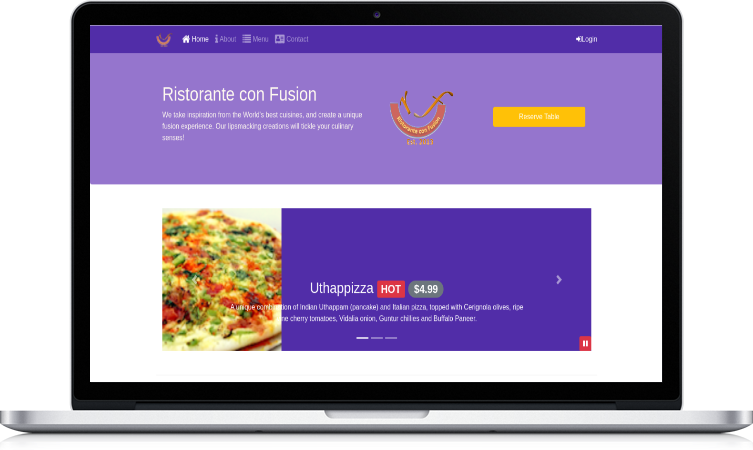 Home About Menu Contact Login
Ristorante con Fusion
We take inspiration from the World's best cuisines, and create a unique
fusion experience. Our lipsmacking creations will tickle your culinary
senses!
Ristorante con Fusion
Reserve Table
Uthappizza HOT $4.99
A unique combination of Indian Uthappam (pancake) and Italian pizza, topped with Cerignola olives, ripe
cherry tomatoes, Vidalia onion, Guntur chillies and Buffalo Paneer.